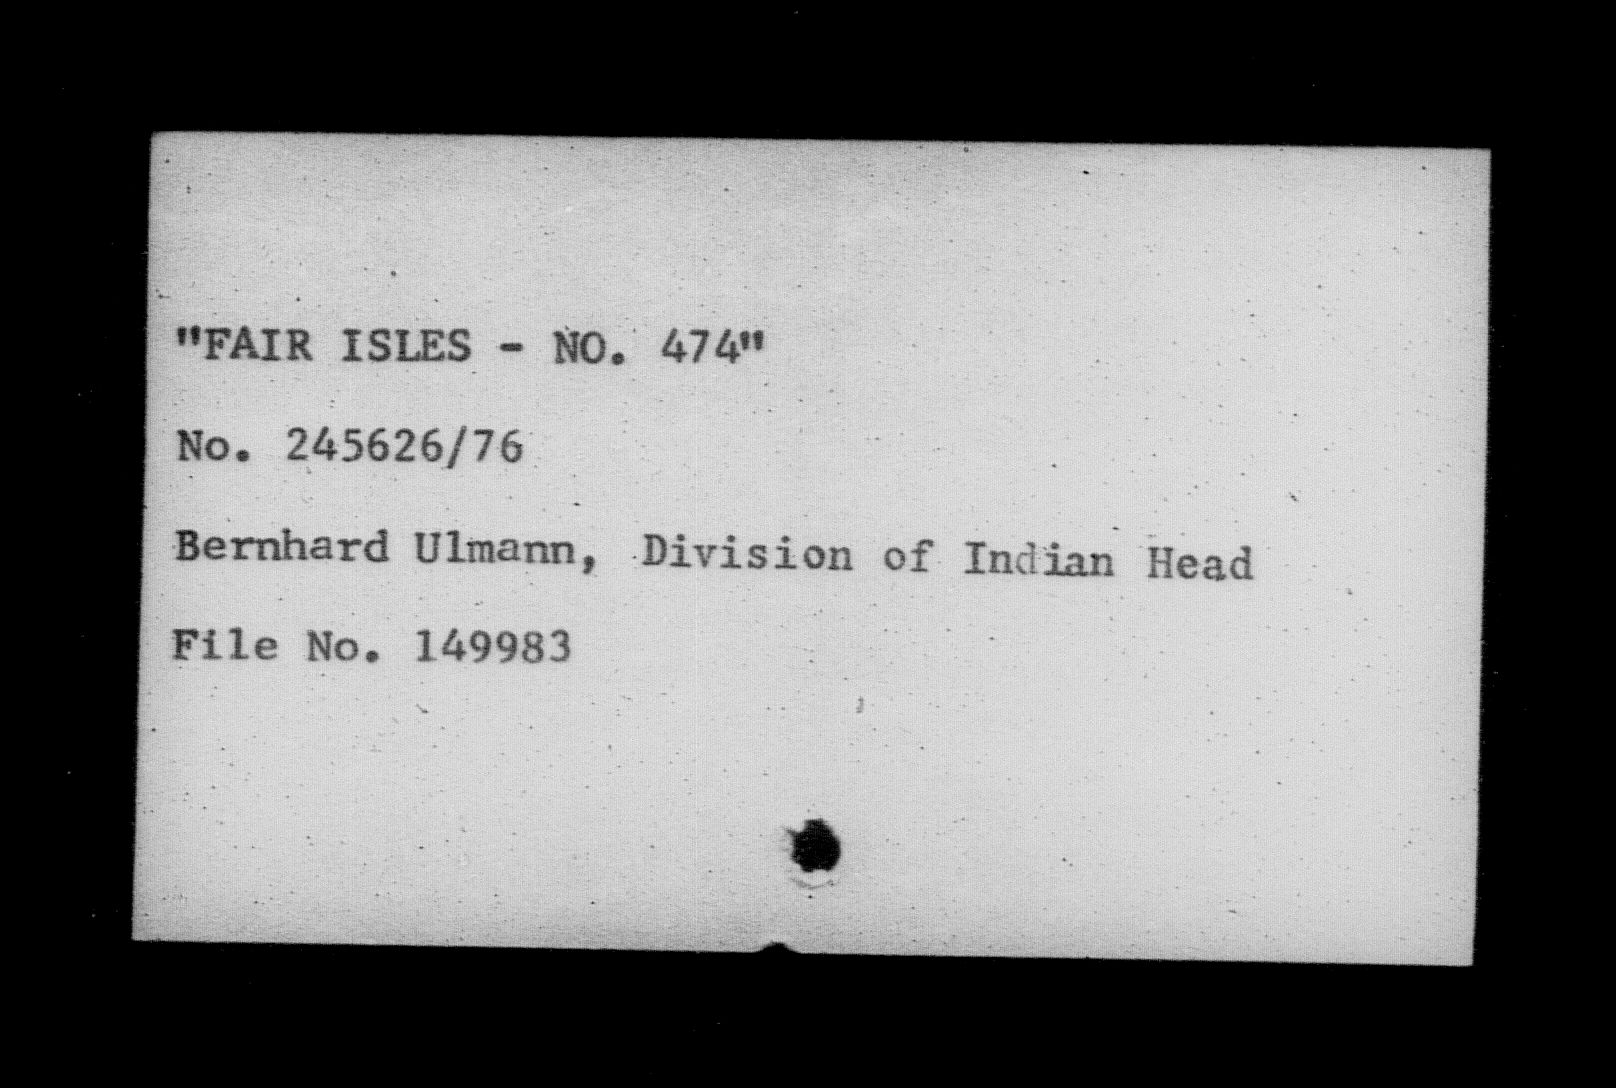 "FAIR ISLES - NO. 474"
No. 245626/76
Bernhard Ulmann, Division of Indian Head
File No. 149983